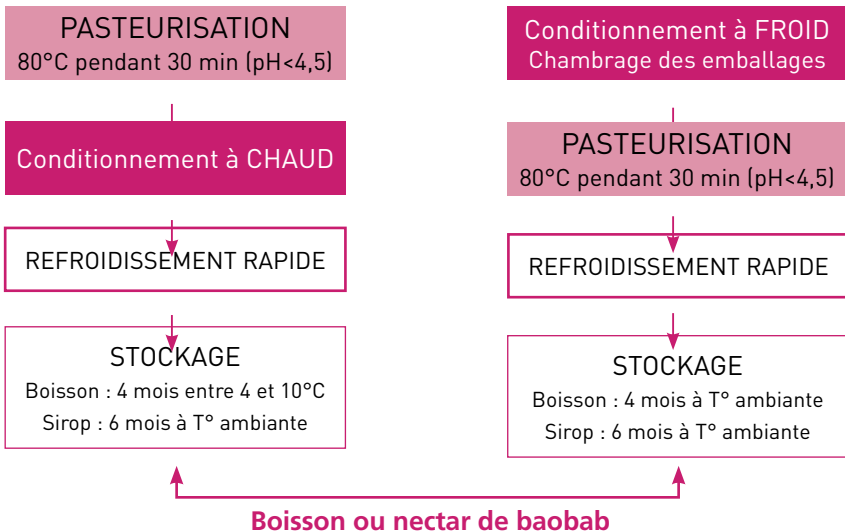 PASTEURISATION
80°C pendant 30 min (pH<4,5)
Conditionnement à CHAUD
REFROIDISSEMENT RAPIDE
STOCKAGE
Boisson : 4 mois entre 4 et 10°C
Sirop : 6 mois à T° ambiante
Conditionnement à FROID
Chambrage des emballages
PASTEURISATION
80°C pendant 30 min (pH<4,5)
REFROIDISSEMENT RAPIDE
STOCKAGE
Boisson : 4 mois à T° ambiante
Sirop : 6 mois à T° ambiante
Boisson ou nectar de baobab